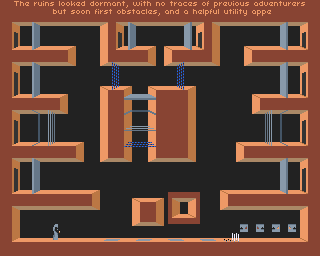 The ruins looked dormant, with no traces of previous adventurers
but soon first obstacles, and a helpful utility appe